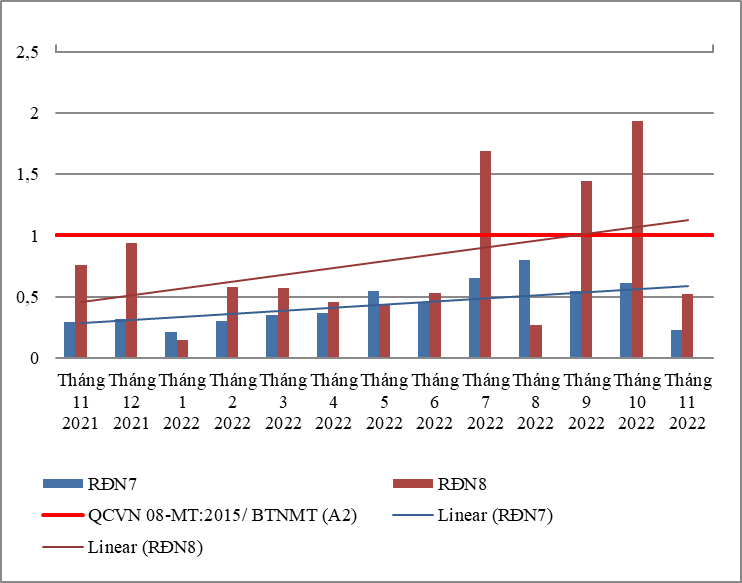 2,5
2
1,5
1
0,5
0
Tháng Tháng Tháng Tháng Tháng Tháng Tháng Tháng Tháng Tháng Tháng Tháng Tháng
11 12 1 2 3 4 5 6 7 8 9 10 11
2021 2021 2022 2022 2022 2022 2022 2022 2022 2022 2022 2022 2022
RĐN7 RĐN8
QCVN 08-MT:2015/ BTNMT (A2) Linear (RĐN7)
Linear (RĐN8)